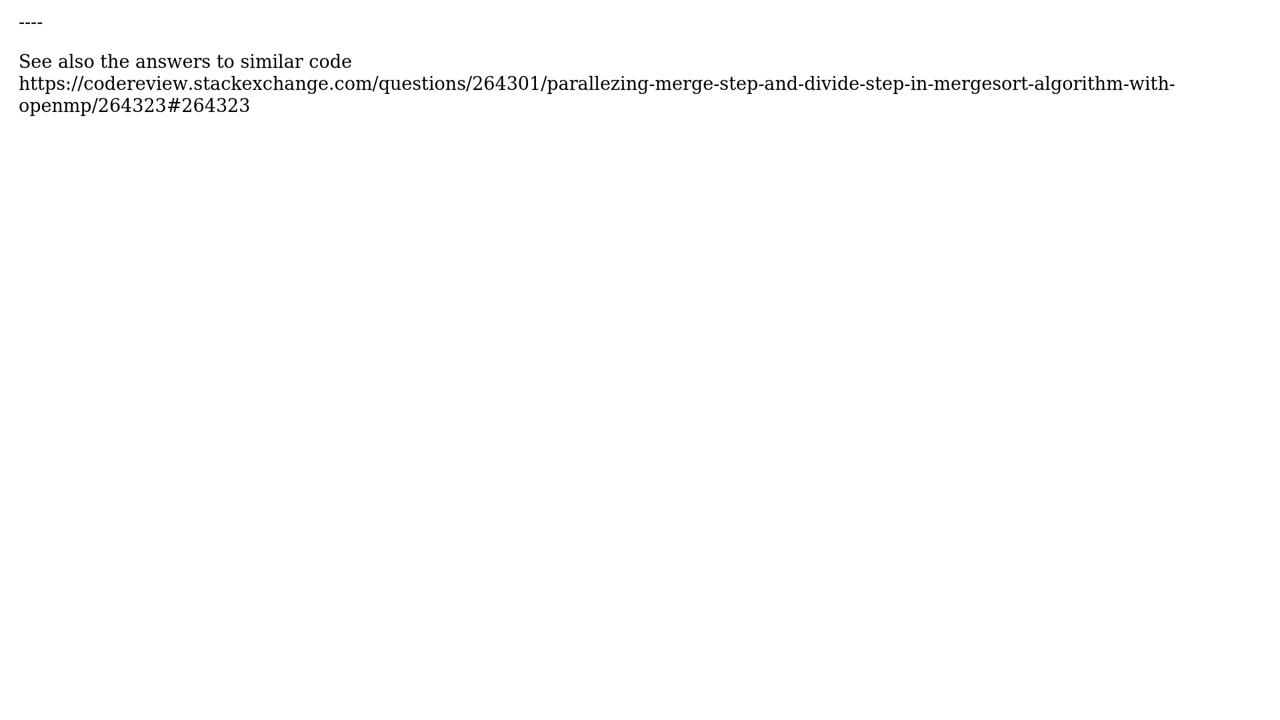 ----
See also the answers to similar code
https://codereview.stackexchange.com/questions/264301/parallezing-merge-step-and-divide-step-in-mergesort-algorithm-with-
openmp/264323#264323